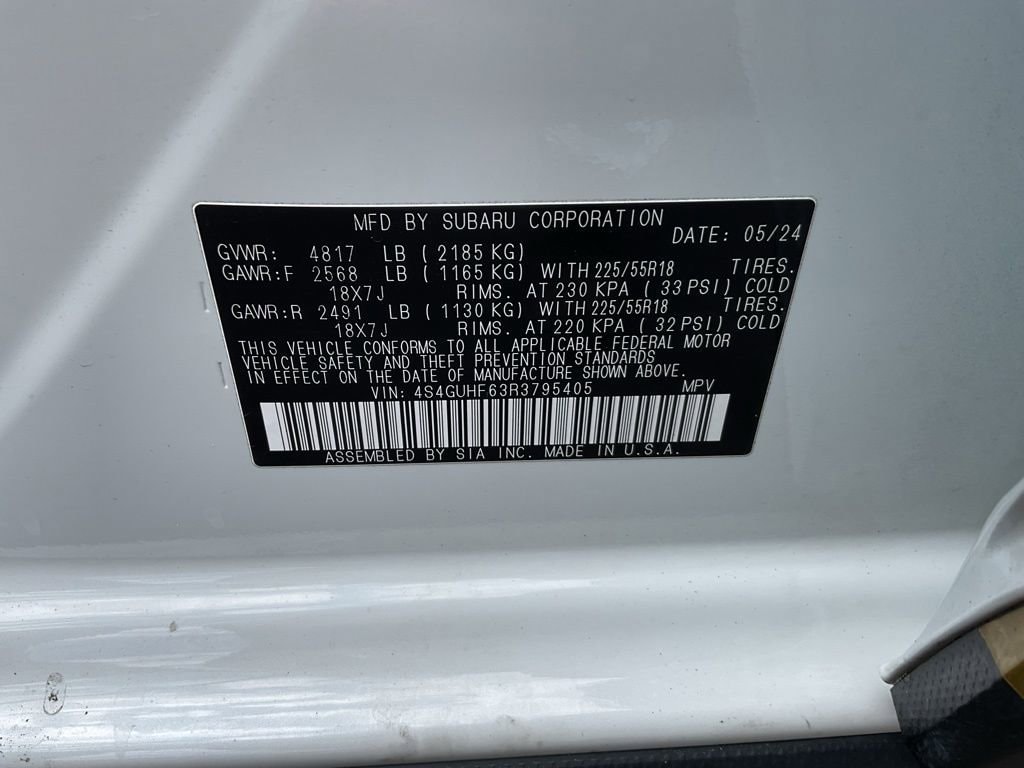 MFD BY SUBARU CORPORATION DATE: 05/24
GVWR: 4817 LB ( 2185 KG)
GAWR:F 2568 LB ( 1165 KG) WITH 225/55R18 TIRES.
18X7J RIMS. AT 230 KPA ( 33 PSI) COLD
GAWR:R 2491 LB ( 1130 KG) WITH 225/55R18 TIRES.
18X7J RIMS. AT 220 KPA ( 32 PSI) COLD
THIS VEHICLE CONFORMS TO ALL APPLICABLE FEDERAL MOTOR
VEHICLE SAFETY AND THEFT PREVENTION STANDARDS
IN EFFECT ON THE DATE OF MANUFACTURE SHOWN ABOVE.
VIN: 4S4GUHF63R3795405 MPV
ASSEMBLED BY SIA INC. MADE IN U.S.A.